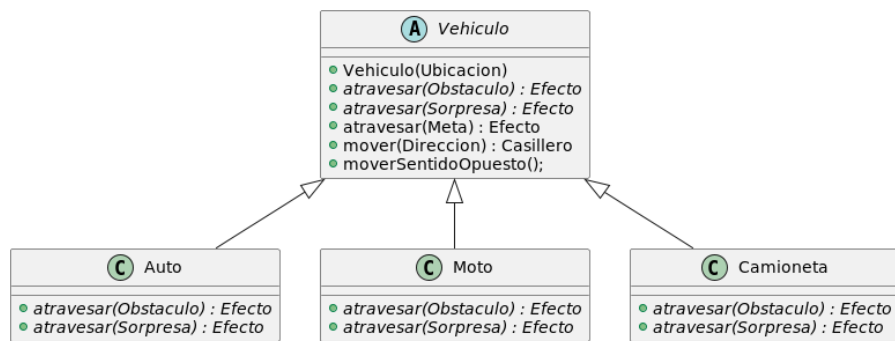 A Vehiculo
Vehiculo(Ubicacion)
atravesar(Obstaculo) : Efecto
atravesar(Sorpresa) : Efecto
atravesar(Meta) : Efecto
mover(Direccion) : Casillero
moverSentidoOpuesto();
C Auto
atravesar(Obstaculo) : Efecto
atravesar(Sorpresa) : Efecto
C Moto
atravesar(Obstaculo) : Efecto
atravesar(Sorpresa) : Efecto
C Camioneta
atravesar(Obstaculo) : Efecto
atravesar(Sorpresa) : Efecto